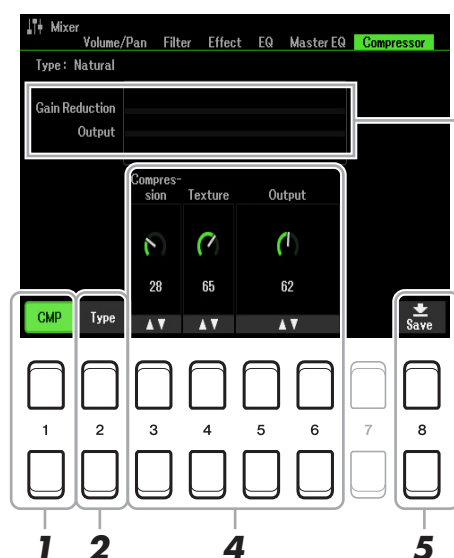 Mixer
Volume/Pan Filter Effect EQ Master EQ Compressor
Type: Natural
Gain Reduction
Output
Compres-
sion Texture Output
28 65 62
CMP Type ▲▼ ▲▼ ▲▼ Save
1 2 3 4 5 6 7 8
1 2 4 5